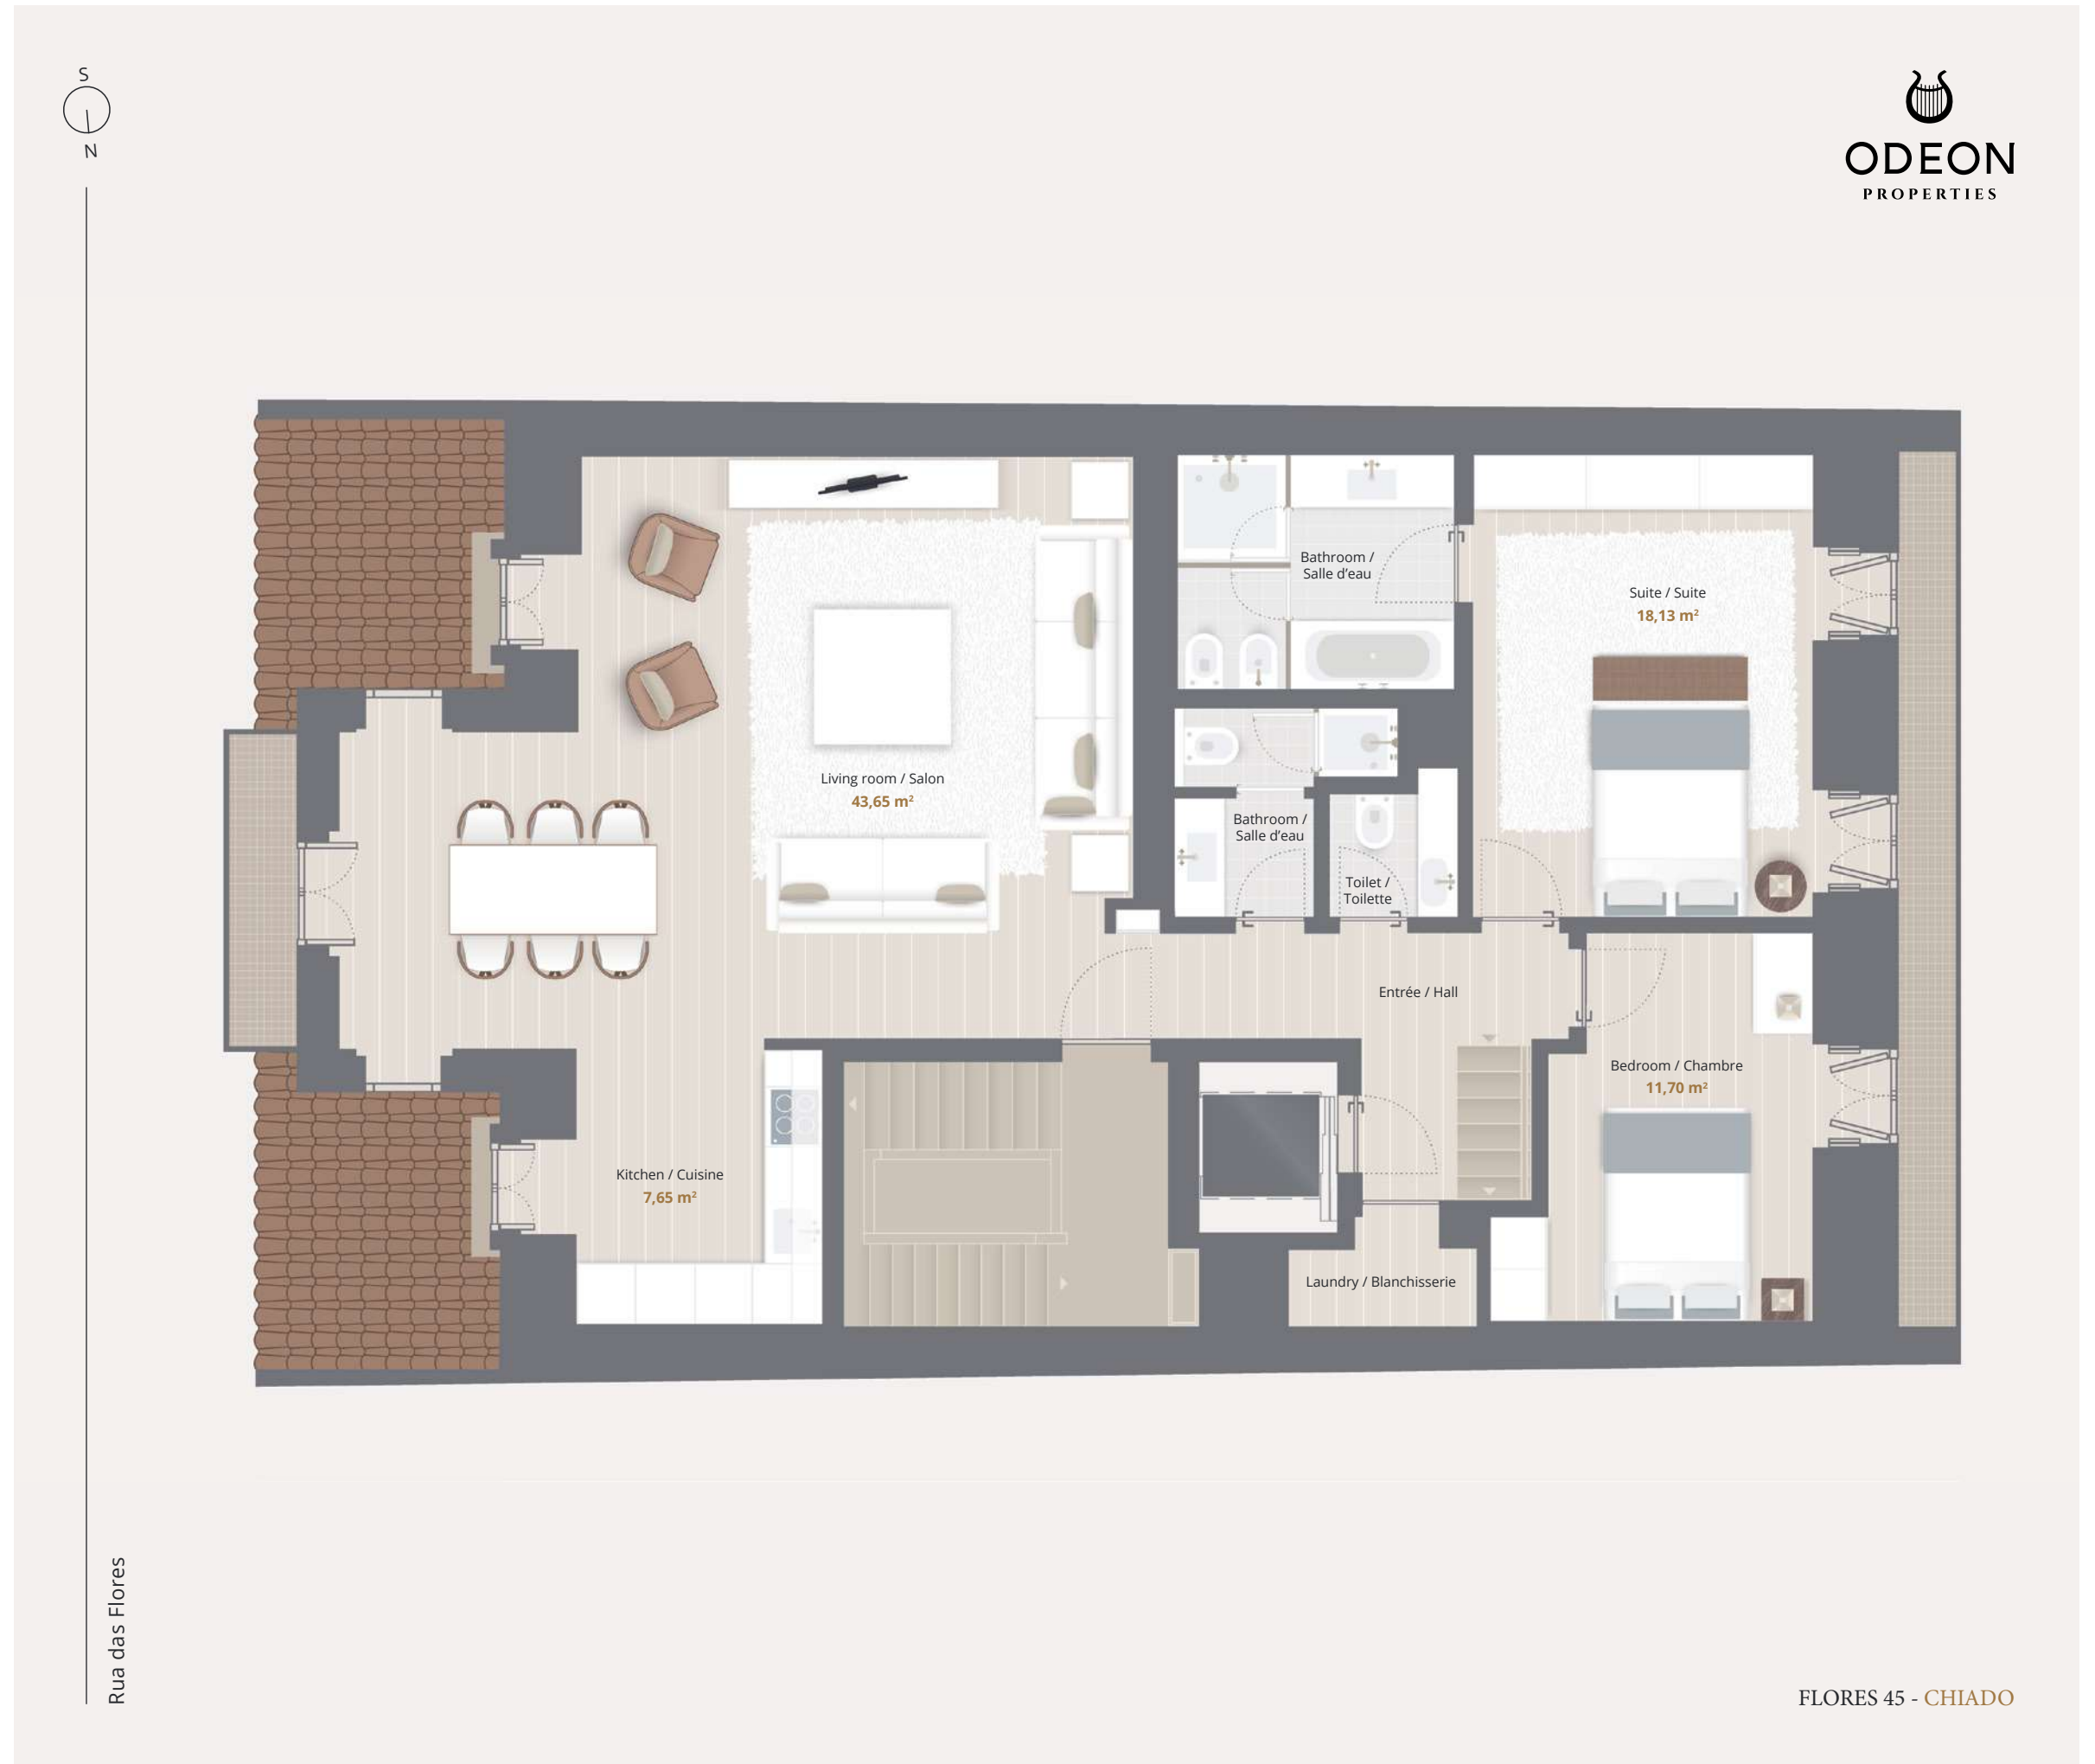 S
N
ODEON
PROPERTIES
Bathroom /
Salle d’eau
Suite / Suite
18,13 m²
Living room / Salon
43,65 m²
Bathroom /
Salle d’eau
Toilet /
Toilette
Entrée / Hall
Bedroom / Chambre
11,70 m²
Kitchen / Cuisine
7,65 m²
Laundry / Blanchisserie
Rua das Flores
FLORES 45 - CHIADO